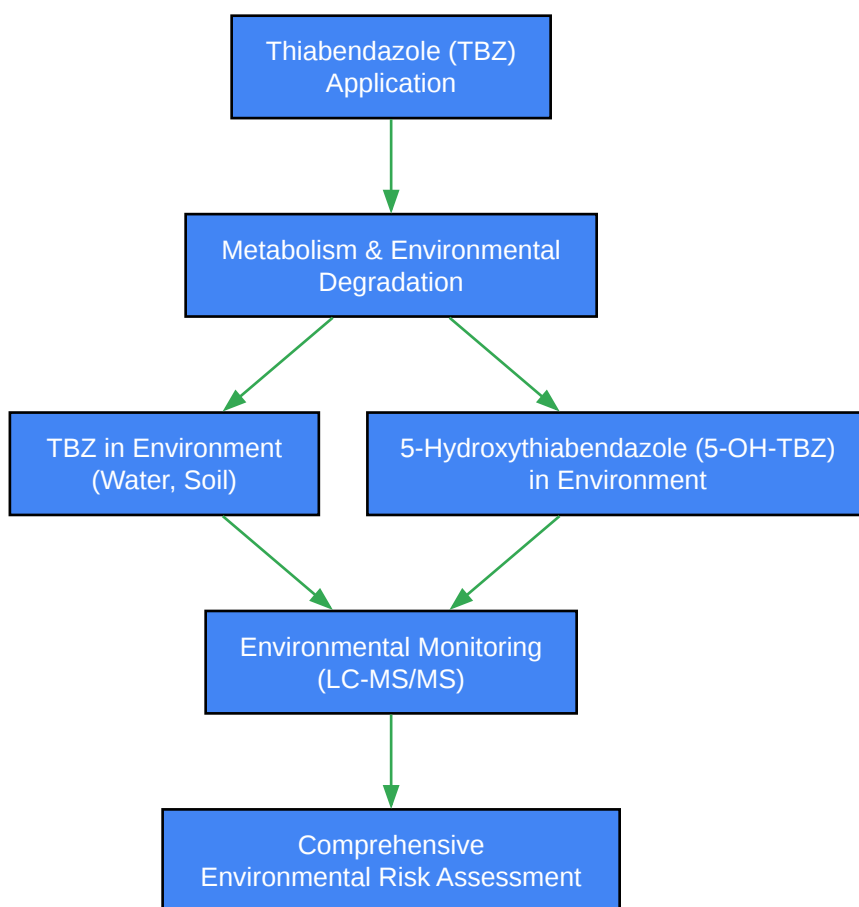 Thiabendazole (TBZ)
Application
Metabolism & Environmental
Degradation
TBZ in Environment
(Water, Soil)
5-Hydroxythiabendazole (5-OH-TBZ)
in Environment
Environmental Monitoring
(LC-MS/MS)
Comprehensive
Environmental Risk Assessment